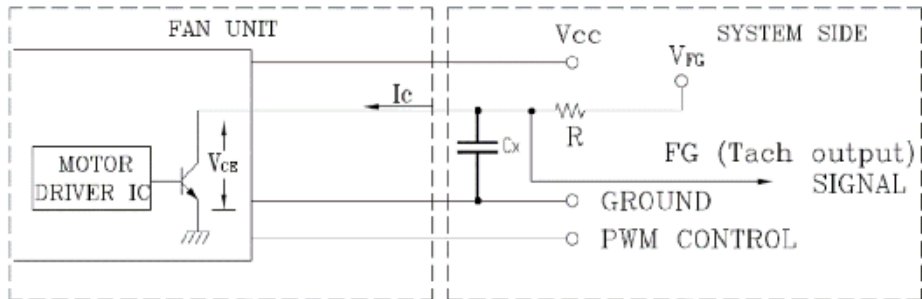 FAN UNIT
MOTOR
DRIVER IC
VCE
Ic
Cx
Vcc
SYSTEM SIDE
VFG
R
FG (Tach output)
SIGNAL
GROUND
PWM CONTROL